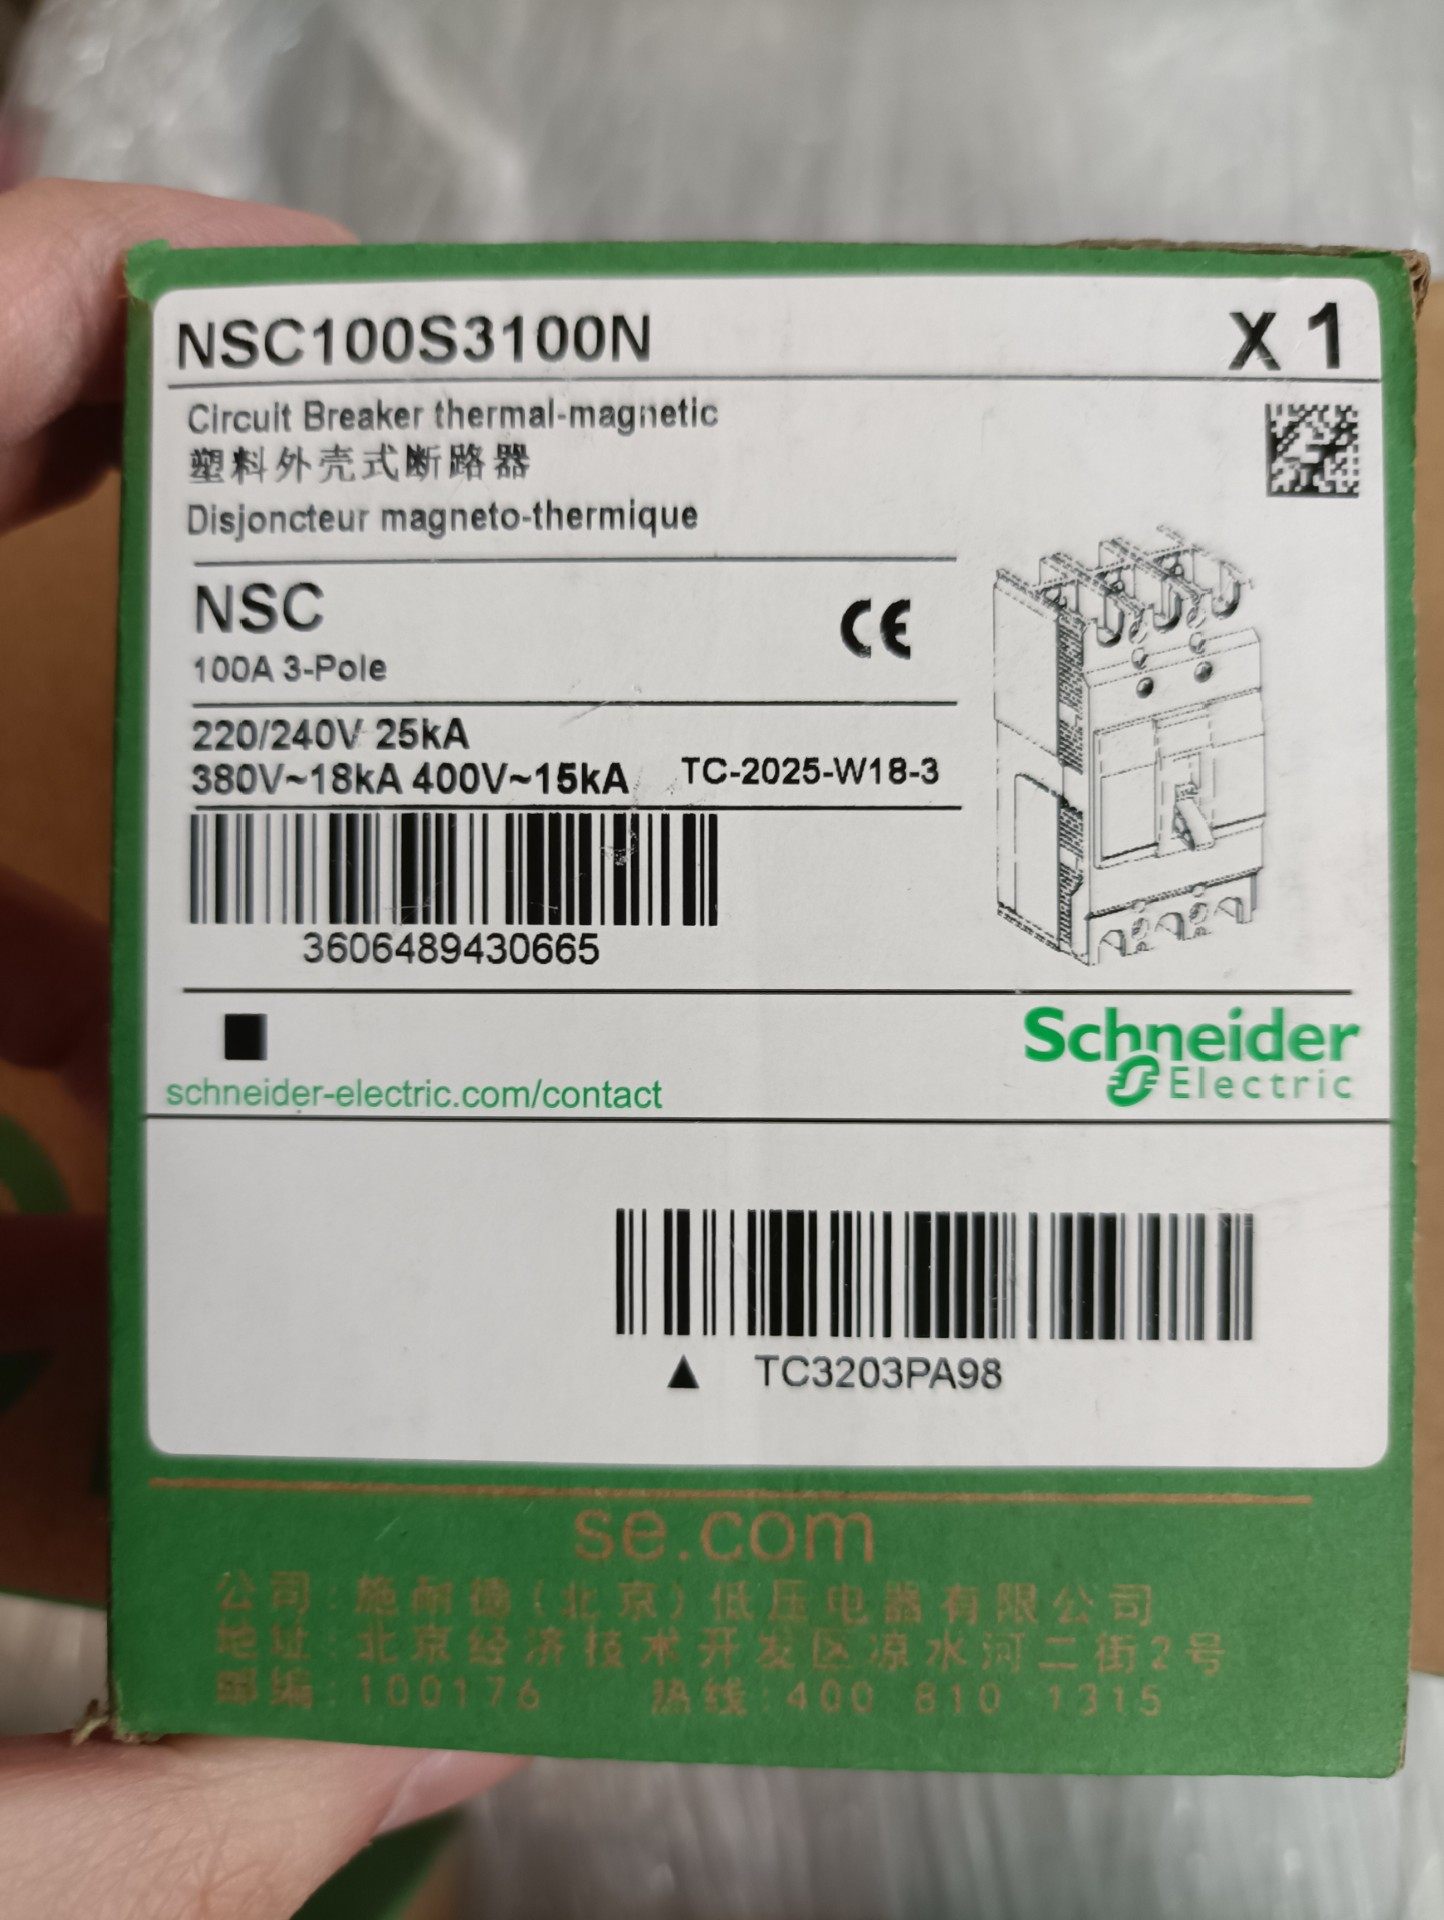 NSC100S3100N
X 1
Circuit Breaker thermal-magnetic
塑料外壳式断路器
Disjoncteur magneto-thermique
NSC
CE
100A 3-Pole
220/240V 25kA
380V~18kA 400V~15kA
TC-2025-W18-3
3606489430665
Schneider
Electric
schneider-electric.com/contact
TC3203PA98
se.com
公司:施耐德(北京)低压电器有限公司
地址:北京经济技术开发区凉水河二街2号
邮编:100176 热线:400 810 1315